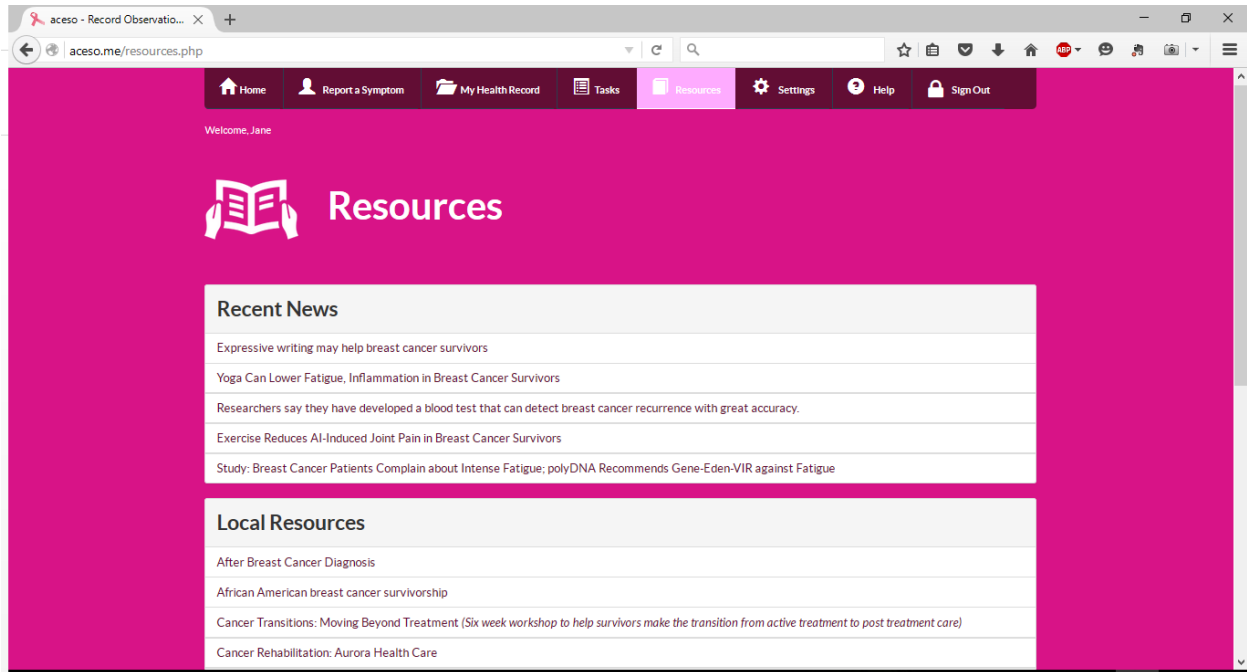 aceso - Record Observatio...
aceso.me/resources.php
ABP
Home Report a Symptom My Health Record Tasks Resources Settings Help Sign Out
Welcome, Jane
Resources
Recent News
Expressive writing may help breast cancer survivors
Yoga Can Lower Fatigue, Inflammation in Breast Cancer Survivors
Researchers say they have developed a blood test that can detect breast cancer recurrence with great accuracy.
Exercise Reduces AI-Induced Joint Pain in Breast Cancer Survivors
Study: Breast Cancer Patients Complain about Intense Fatigue; polyDNA Recommends Gene-Eden-VIR against Fatigue
Local Resources
After Breast Cancer Diagnosis
African American breast cancer survivorship
Cancer Transitions: Moving Beyond Treatment (Six week workshop to help survivors make the transition from active treatment to post treatment care)
Cancer Rehabilitation: Aurora Health Care